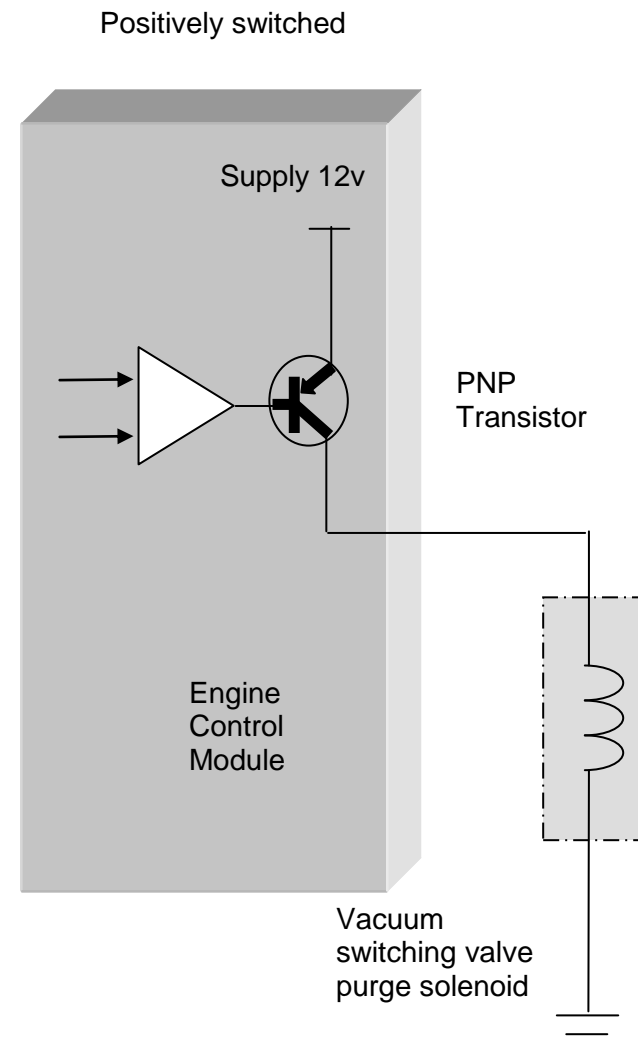 Positively switched
Supply 12v
PNP
Transistor
Engine
Control
Module
Vacuum
switching valve
purge solenoid